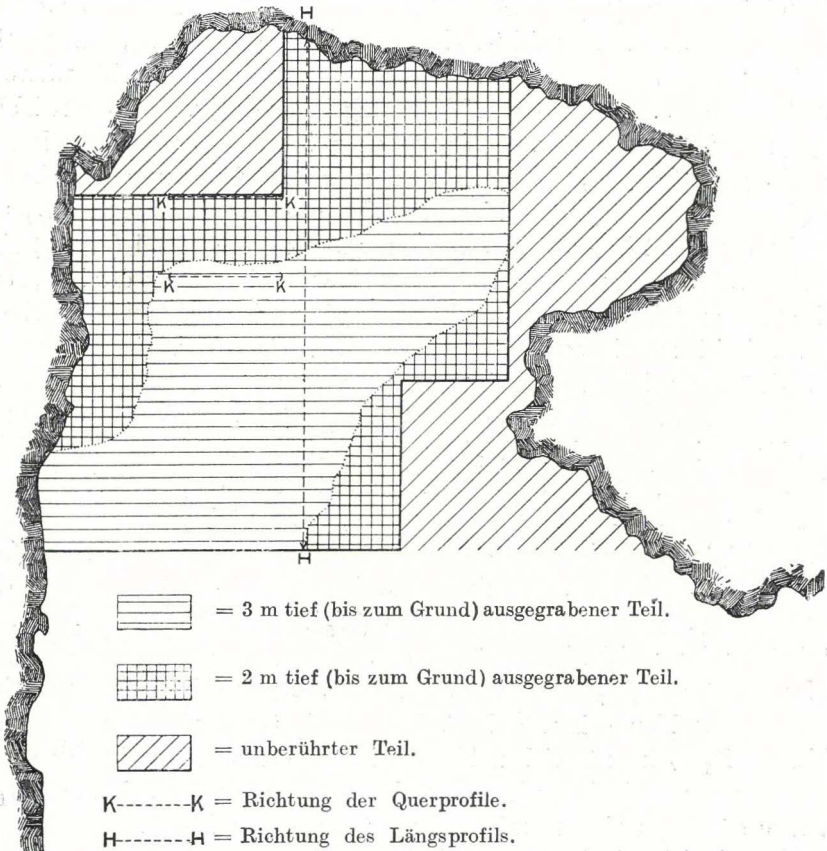 H
K K
K K
H
= 3 m tief (bis zum Grund) ausgegrabener Teil.
= 2 m tief (bis zum Grund) ausgegrabener Teil.
= unberührter Teil.
K-------K = Richtung der Querprofile.
H-------H = Richtung des Längsprofils.